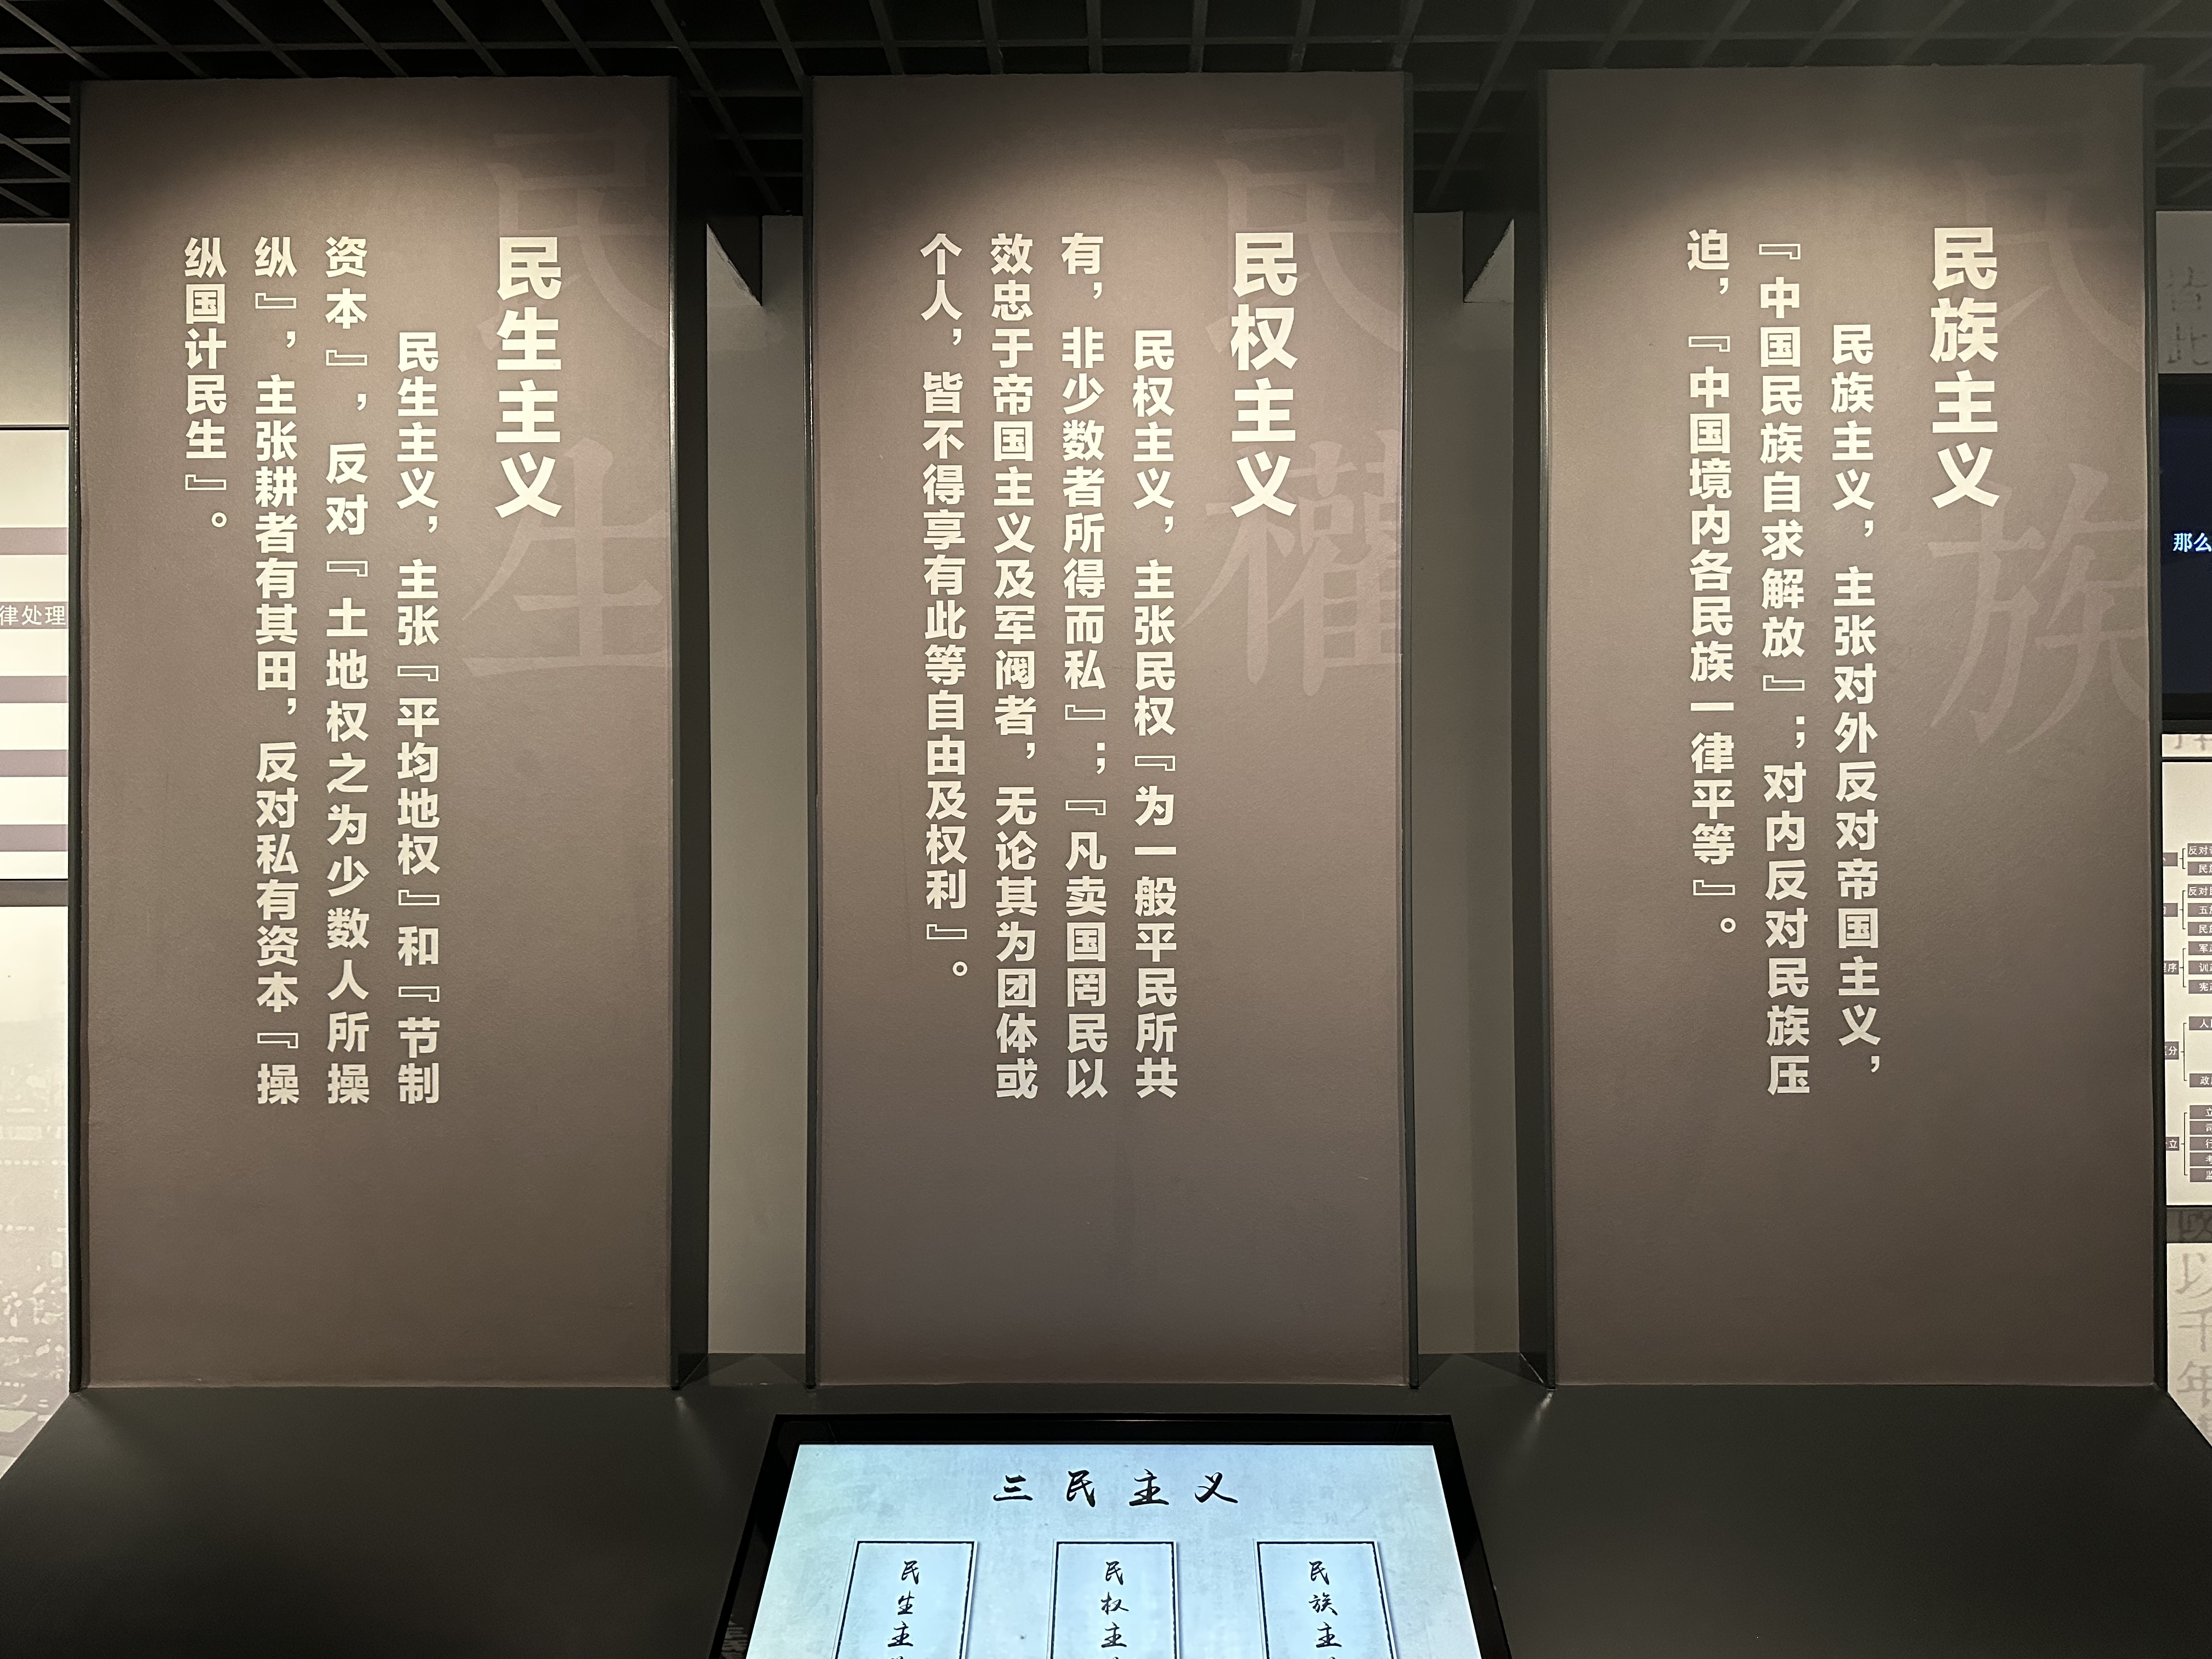 民族主义
民族主义，主张对外反对帝国主义，
『中国民族自求解放』；对内反对民族压
迫，『中国境内各民族一律平等』。
民权主义
民权主义，主张民权『为一般平民所共
有，非少数者所得而私』；『凡卖国罔民以
效忠于帝国主义及军阀者，无论其为团体或
个人，皆不得享有此等自由及权利』。
民生主义
民生主义，主张『平均地权』和『节制
资本』，反对『土地权之为少数人所操
纵』，主张耕者有其田，反对私有资本『操
纵国计民生』。
民族
民權
民生
三民主义
民族主
民权主
民生主
律处理
那么